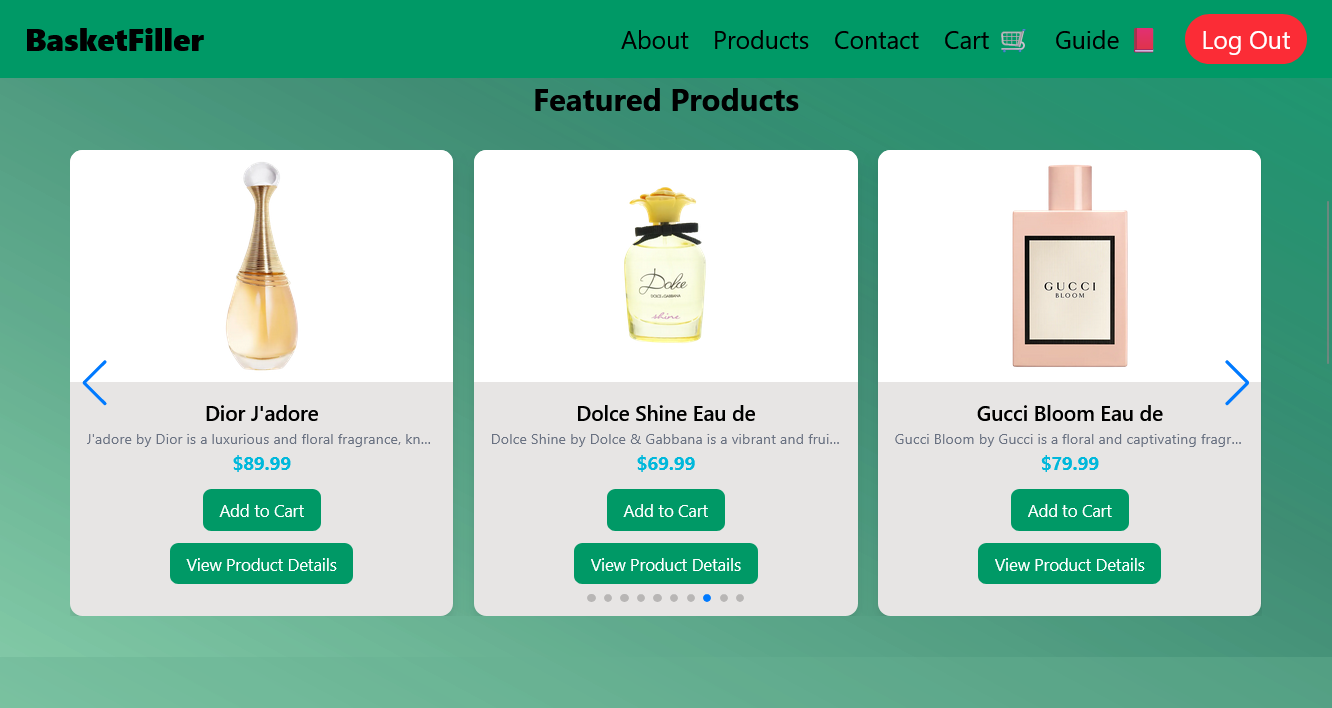 BasketFiller
About
Products
Contact
Cart
Guide
Log Out
Featured Products
Dolce
DOLCE & GABBANA
shine
GUCCI
BLOOM
Dior J'adore
J'adore by Dior is a luxurious and floral fragrance, kn...
$89.99
Add to Cart
View Product Details
Dolce Shine Eau de
Dolce Shine by Dolce & Gabbana is a vibrant and frui...
$69.99
Add to Cart
View Product Details
Gucci Bloom Eau de
Gucci Bloom by Gucci is a floral and captivating fragr...
$79.99
Add to Cart
View Product Details